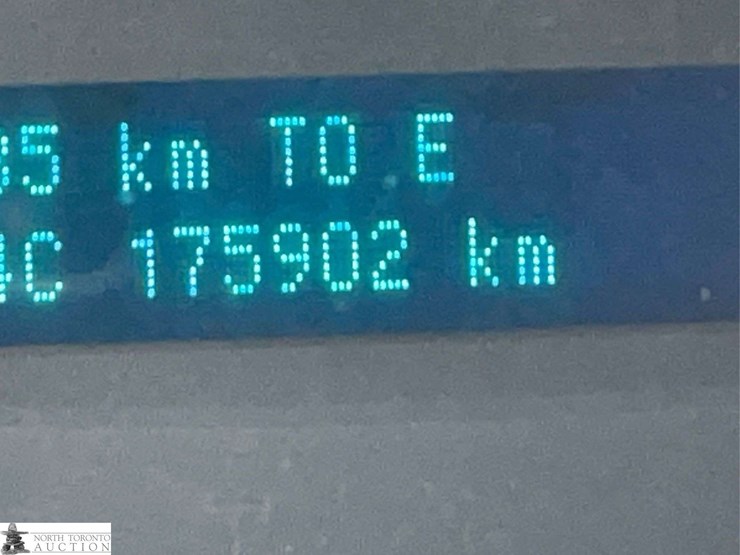 5 km TO E
C 175902 km
NORTH TORONTO
AUCTION